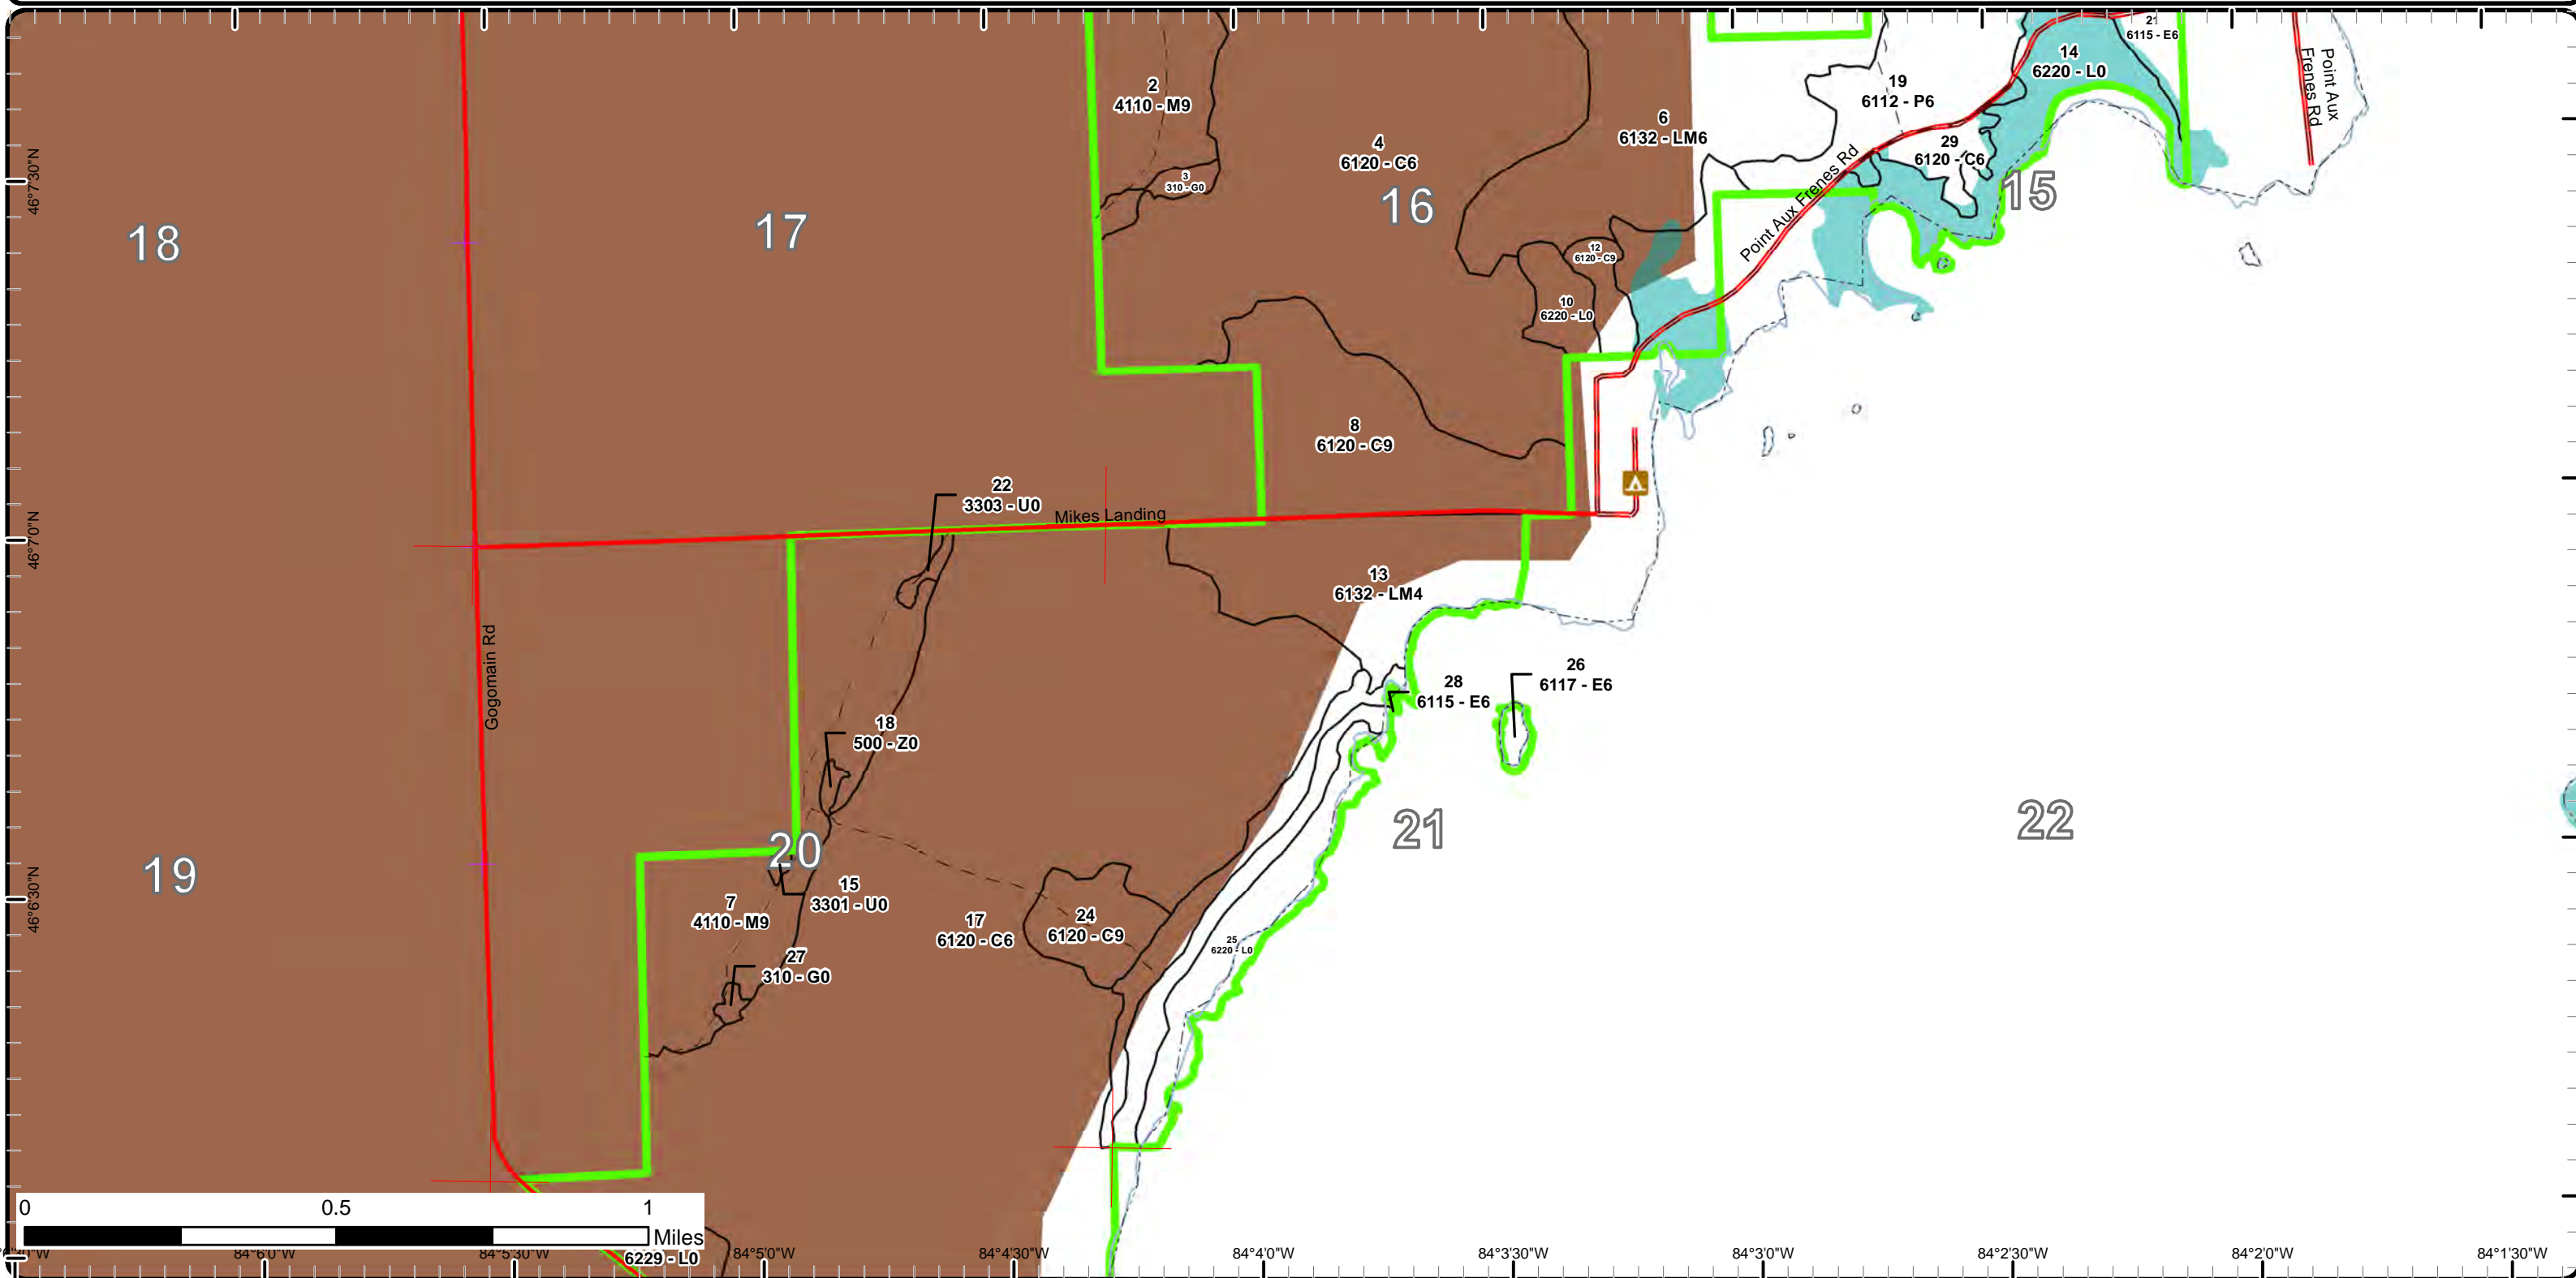 21
6115 - E6
14
6220 - L0
Point Aux
Frenes Rd
2
4110 - M9
19
6112 - P6
6
6132 - LM6
4
6120 - C6
29
6120 - C6
3
310 - G0
46°7'30"N
15
16
17
18
Point Aux Frenes Rd
12
6120 - C9
10
6220 - L0
8
6120 - C9
22
3303 - U0
Mikes Landing
46°7'0"N
13
6132 - LM4
Gogomain Rd
26
6117 - E6
28
6115 - E6
18
500 - Z0
21
22
20
19
15
3301 - U0
7
4110 - M9
46°6'30"N
17
6120 - C6
24
6120 - C9
25
6220 - L0
27
310 - G0
0 0.5 1
Miles
6229 - L0
84°6'0"W 84°5'30"W 84°5'0"W 84°4'30"W 84°4'0"W 84°3'30"W 84°3'0"W 84°2'30"W 84°2'0"W 84°1'30"W